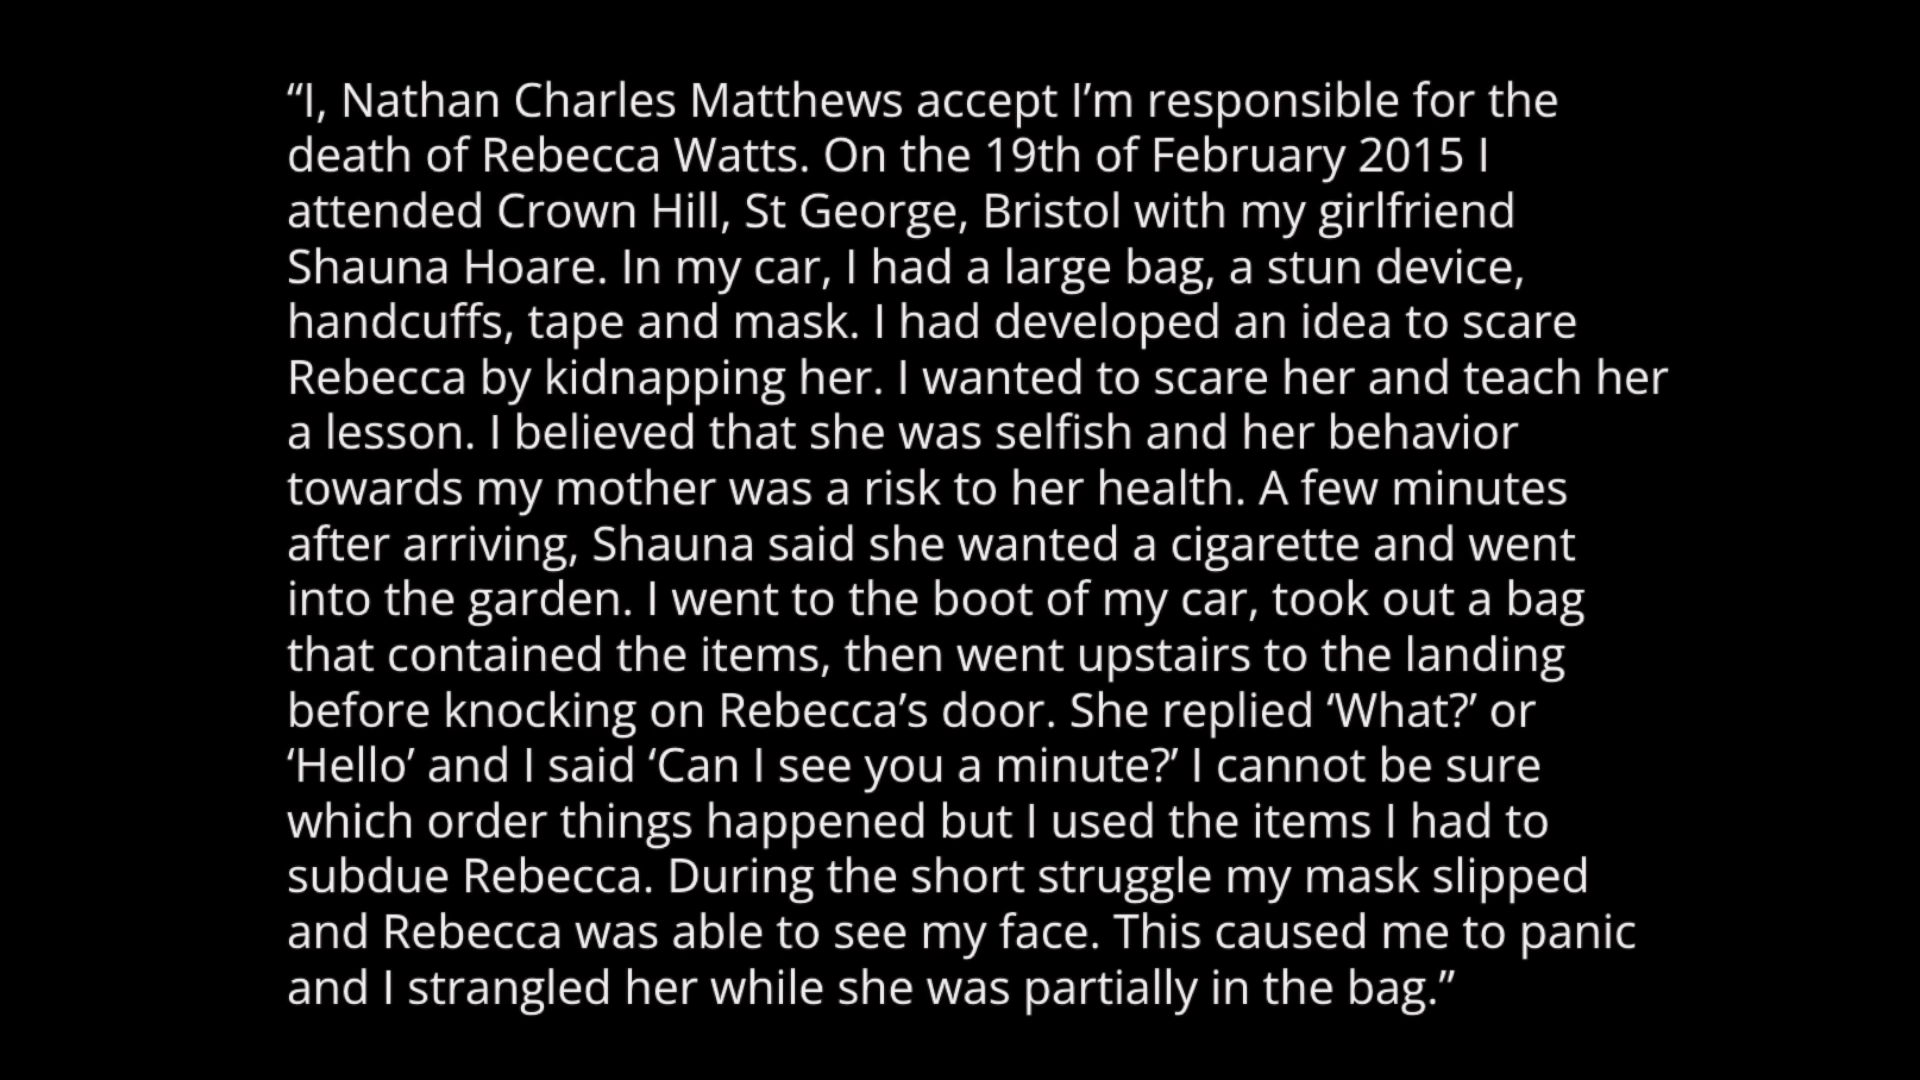 “I, Nathan Charles Matthews accept I’m responsible for the
death of Rebecca Watts. On the 19th of February 2015 I
attended Crown Hill, St George, Bristol with my girlfriend
Shauna Hoare. In my car, I had a large bag, a stun device,
handcuffs, tape and mask. I had developed an idea to scare
Rebecca by kidnapping her. I wanted to scare her and teach her
a lesson. I believed that she was selfish and her behavior
towards my mother was a risk to her health. A few minutes
after arriving, Shauna said she wanted a cigarette and went
into the garden. I went to the boot of my car, took out a bag
that contained the items, then went upstairs to the landing
before knocking on Rebecca’s door. She replied ‘What?’ or
‘Hello’ and I said ‘Can I see you a minute?’ I cannot be sure
which order things happened but I used the items I had to
subdue Rebecca. During the short struggle my mask slipped
and Rebecca was able to see my face. This caused me to panic
and I strangled her while she was partially in the bag.”